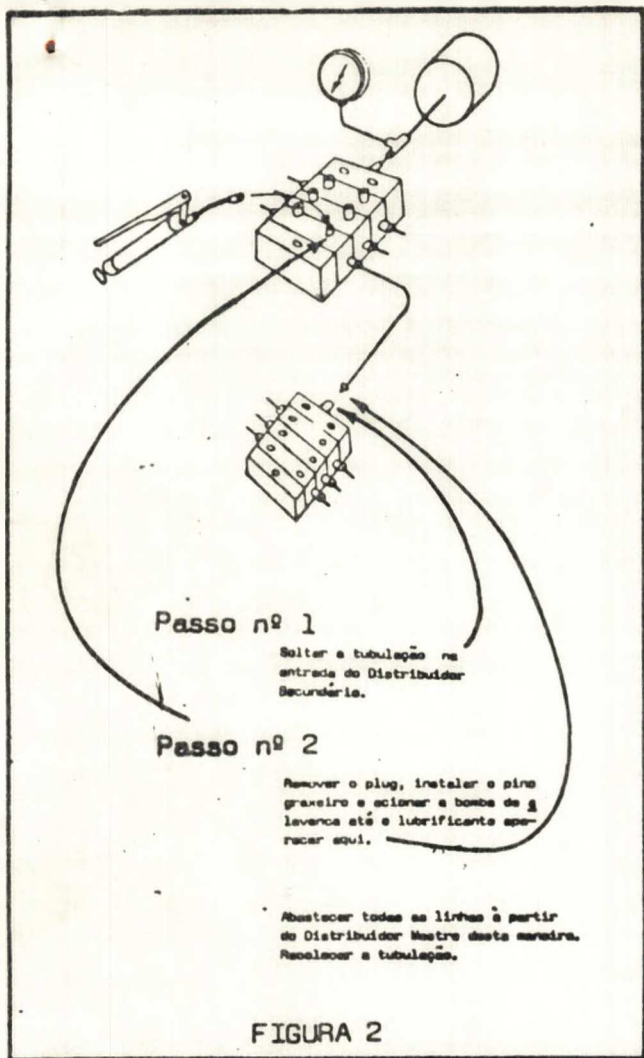 Passo nº 1
Soltar a tubulação na
entrada do Distribuidor
Secundário.
Passo nº 2
Remover o plug, instalar o pino
graxeiro e acionar a bomba de a
lavanca até o lubrificante apa-
recer aqui.
Abastecer todas as linhas à partir
do Distribuidor Mestre desta maneira.
Recolocar a tubulação.
FIGURA 2